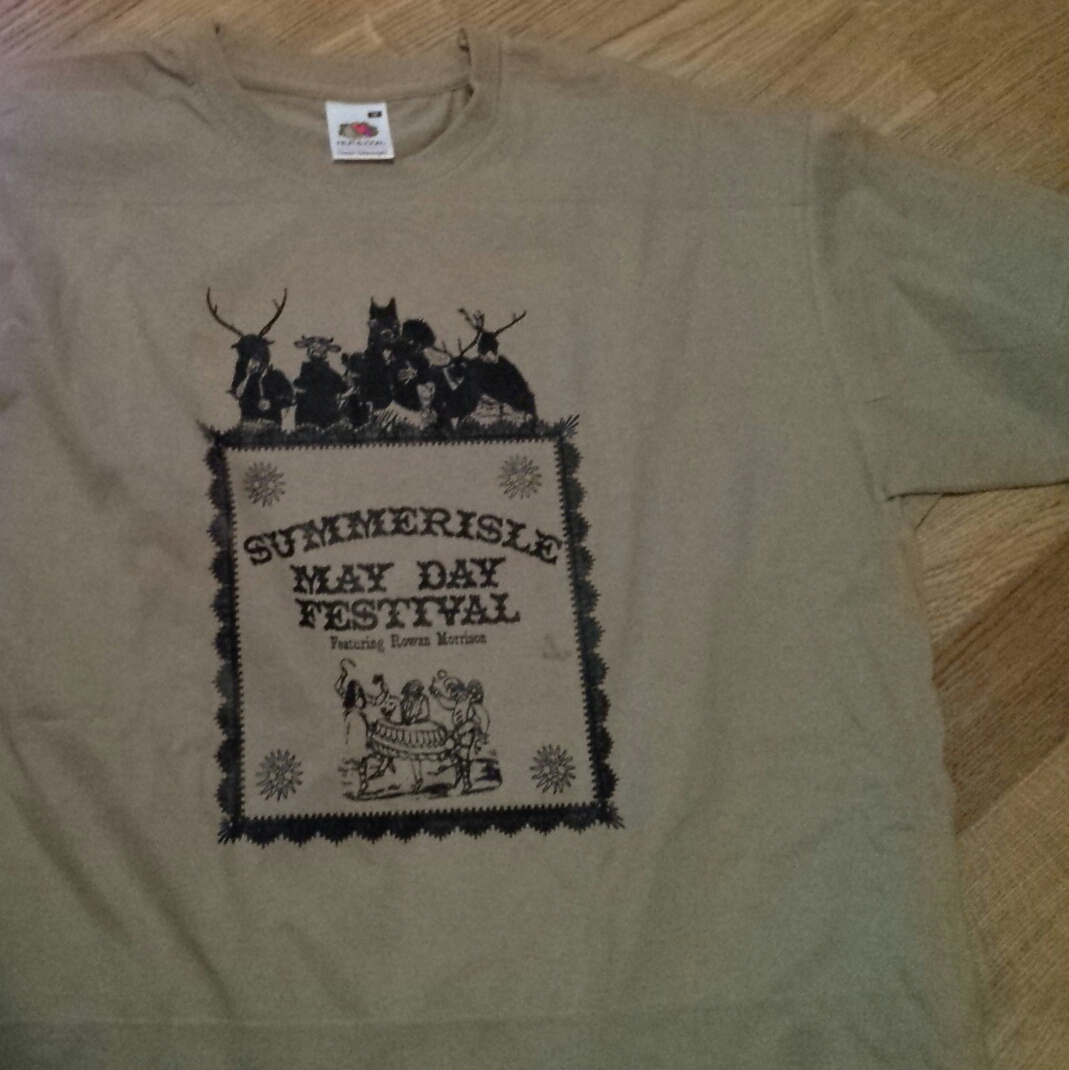 SUMMERISLE
MAY DAY
FESTIVAL
Featuring Rowan Morrison